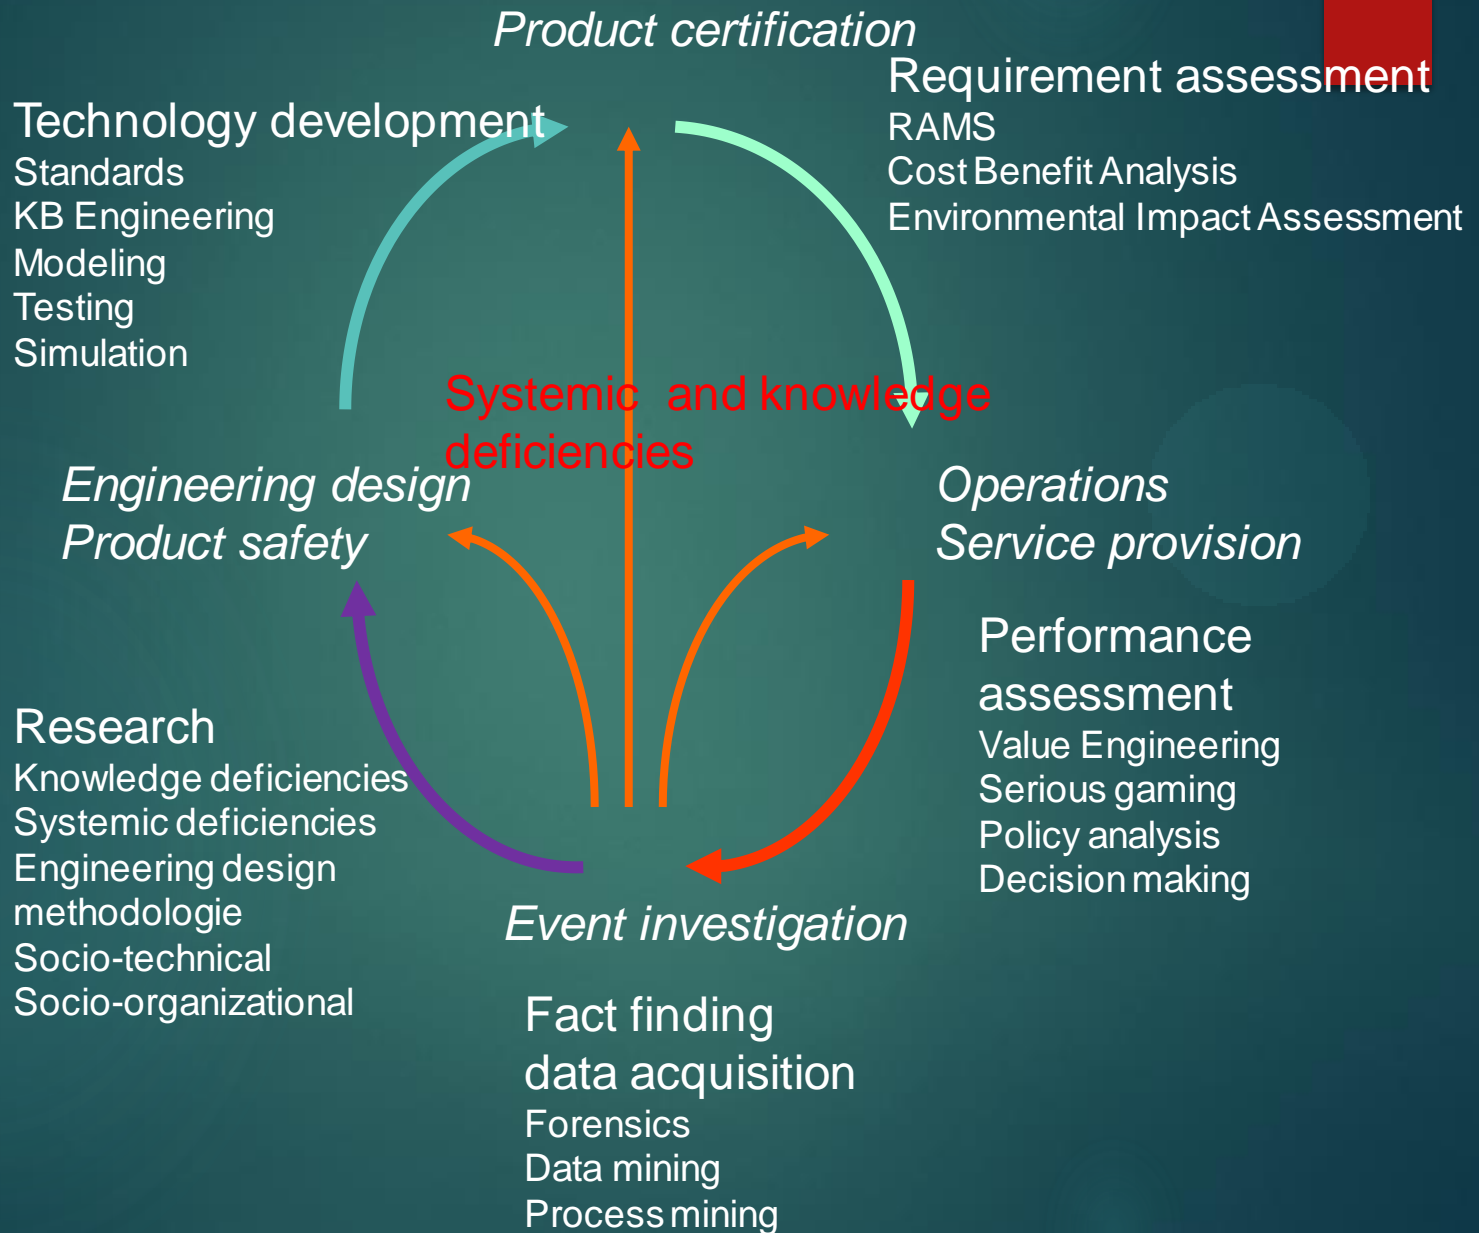 Product certification
Technology development
Standards
KB Engineering
Modeling
Testing
Simulation
Requirement assessment
RAMS
Cost Benefit Analysis
Environmental Impact Assessment
Systemic and knowledge
deficiencies
Engineering design
Product safety
Operations
Service provision
Performance
assessment
Value Engineering
Serious gaming
Policy analysis
Decision making
Research
Knowledge deficiencies
Systemic deficiencies
Engineering design
methodologie
Socio-technical
Socio-organizational
Event investigation
Fact finding
data acquisition
Forensics
Data mining
Process mining